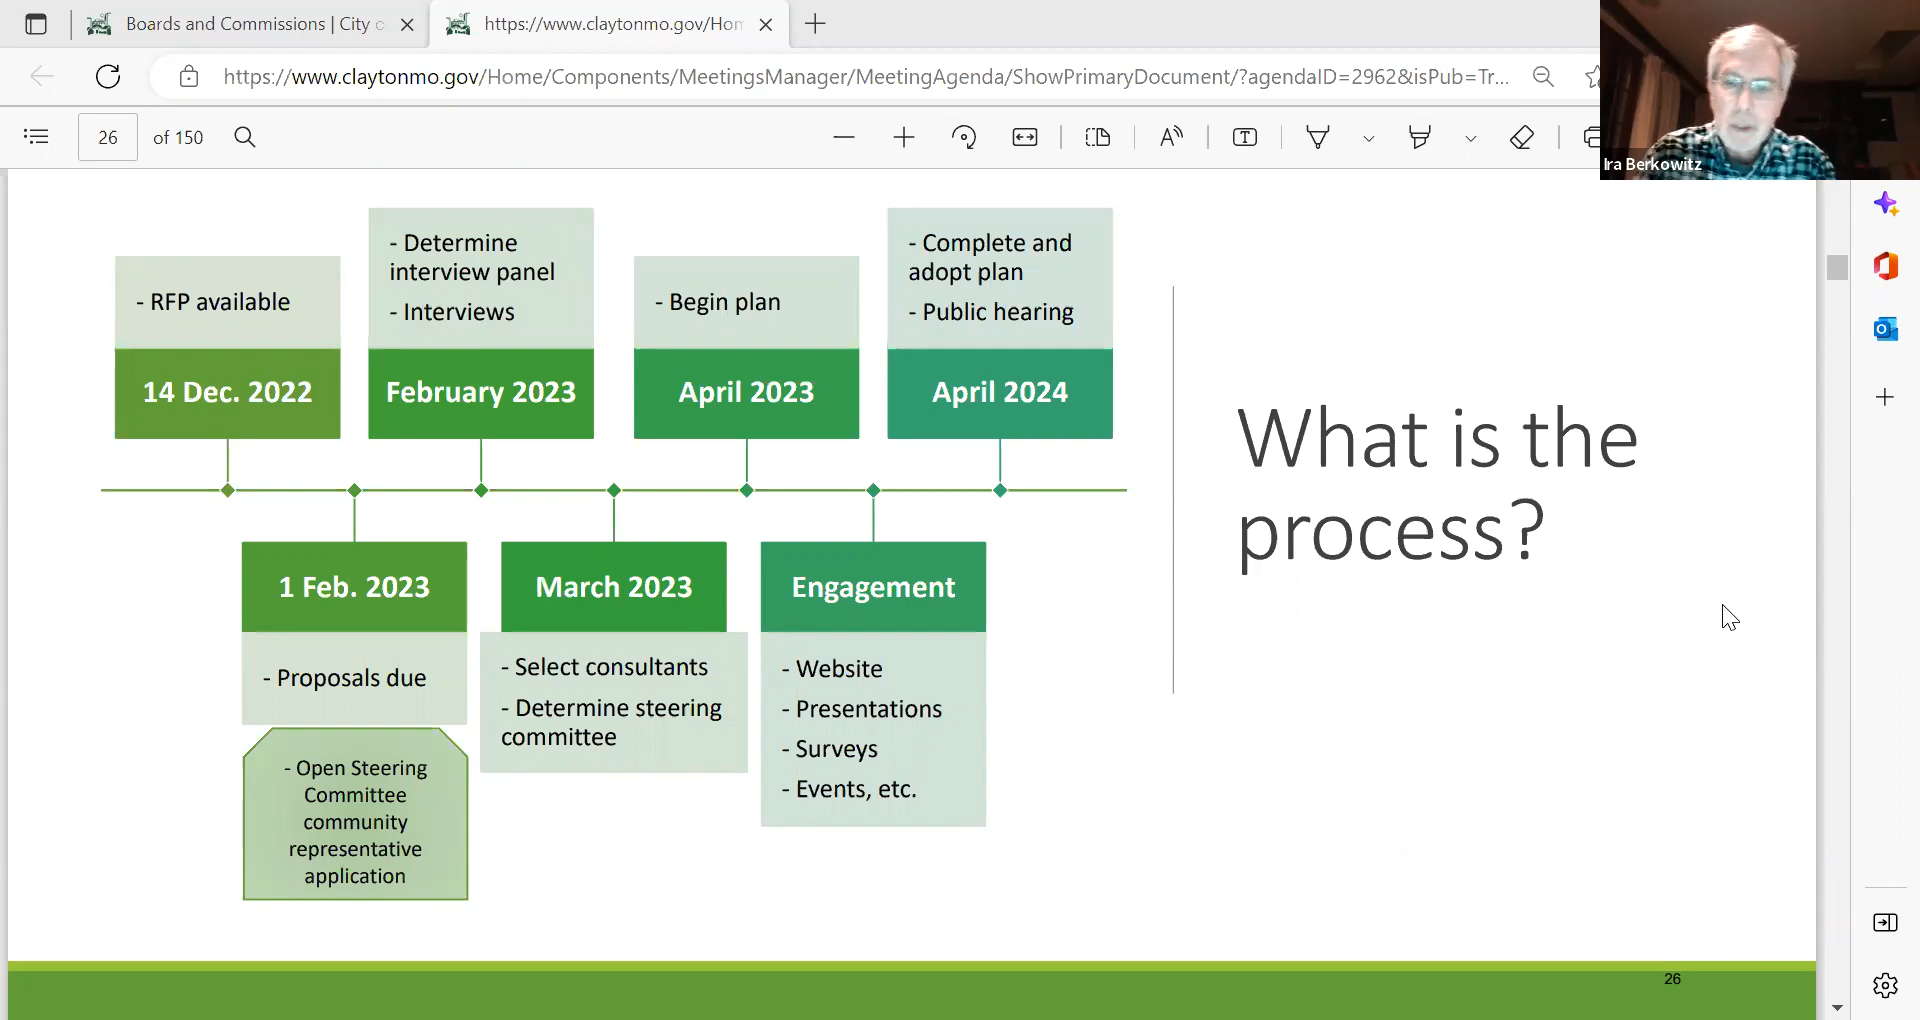 Boards and Commissions | City o
https://www.claytonmo.gov/Hon
https://www.claytonmo.gov/Home/Components/MeetingsManager/MeetingAgenda/ShowPrimaryDocument/?agendaID=2962&isPub=Tr...
26 of 150
Ira Berkowitz
- RFP available
14 Dec. 2022
- Determine
interview panel
- Interviews
February 2023
- Begin plan
April 2023
- Complete and
adopt plan
- Public hearing
April 2024
1 Feb. 2023
- Proposals due
- Open Steering
Committee
community
representative
application
March 2023
- Select consultants
- Determine steering
committee
Engagement
- Website
- Presentations
- Surveys
- Events, etc.
What is the
process?
26